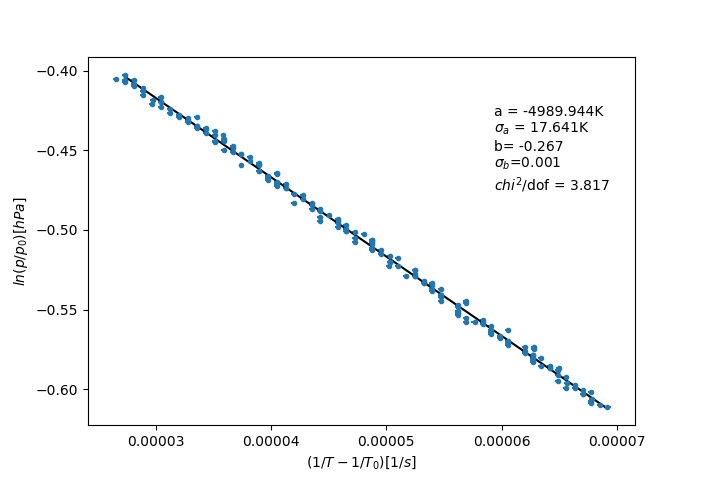 −0.40
−0.45
−0.50
−0.55
−0.60
ln(p/p₀)[hPa]
a = -4989.944K
σₐ = 17.641K
b= -0.267
σ_b=0.001
chi²/dof = 3.817
0.00003 0.00004 0.00005 0.00006 0.00007
(1/T − 1/T₀)[1/s]